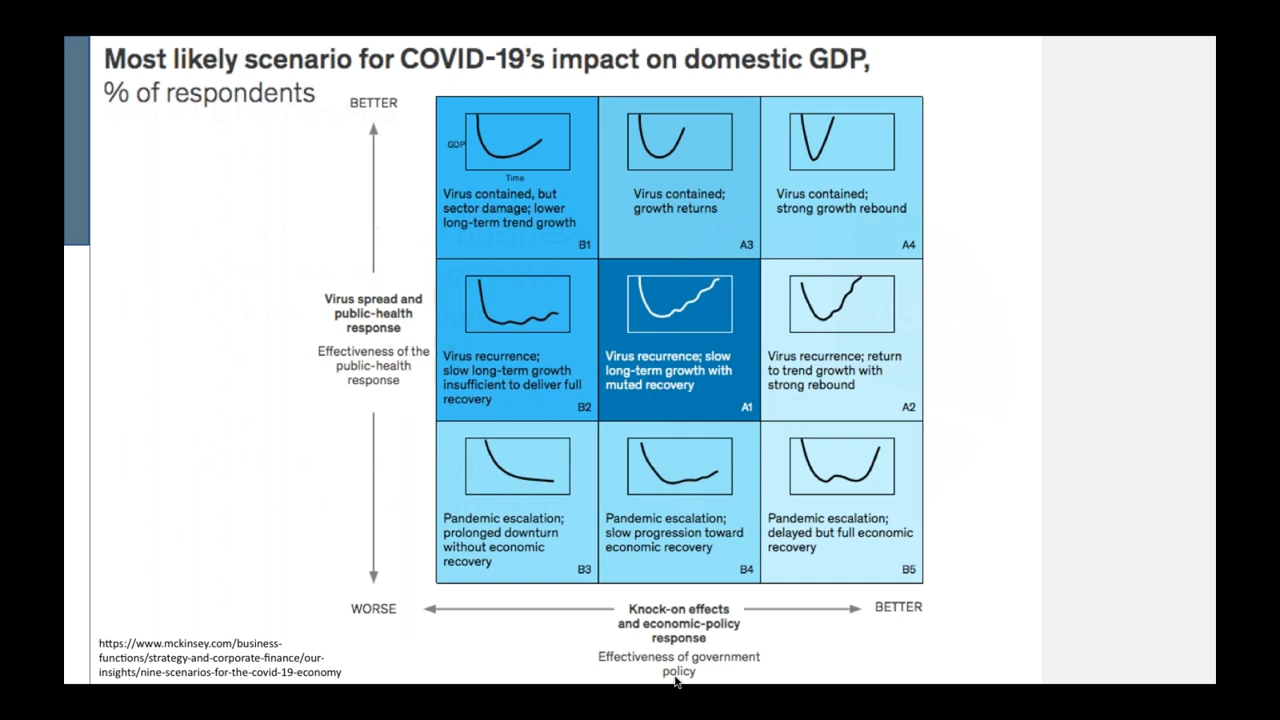 Most likely scenario for COVID-19's impact on domestic GDP,
% of respondents
BETTER
GDP
Time
Virus contained, but
sector damage; lower
long-term trend growth
B1
Virus contained;
growth returns
A3
Virus contained;
strong growth rebound
A4
Virus spread and
public-health
response
Effectiveness of the
public-health
response
Virus recurrence;
slow long-term growth
insufficient to deliver full
recovery
B2
Virus recurrence; slow
long-term growth with
muted recovery
A1
Virus recurrence; return
to trend growth with
strong rebound
A2
Pandemic escalation;
prolonged downturn
without economic
recovery
B3
Pandemic escalation;
slow progression toward
economic recovery
B4
Pandemic escalation;
delayed but full economic
recovery
B5
WORSE
Knock-on effects
and economic-policy
response
Effectiveness of government
policy
BETTER
https://www.mckinsey.com/business-
functions/strategy-and-corporate-finance/our-
insights/nine-scenarios-for-the-covid-19-economy